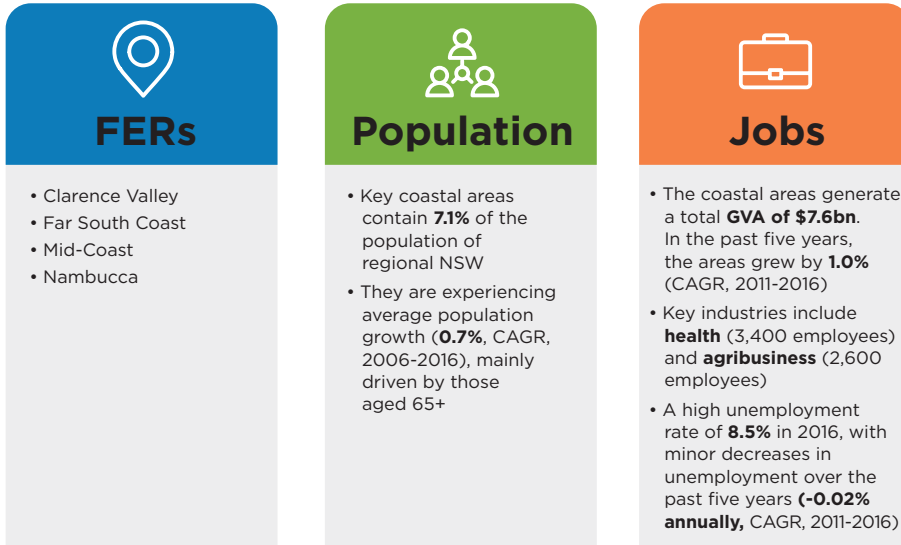 FERs
• Clarence Valley
• Far South Coast
• Mid-Coast
• Nambucca
Population
• Key coastal areas
contain 7.1% of the
population of
regional NSW
• They are experiencing
average population
growth (0.7%, CAGR,
2006-2016), mainly
driven by those
aged 65+
Jobs
• The coastal areas generate
a total GVA of $7.6bn.
In the past five years,
the areas grew by 1.0%
(CAGR, 2011-2016)
• Key industries include
health (3,400 employees)
and agribusiness (2,600
employees)
• A high unemployment
rate of 8.5% in 2016, with
minor decreases in
unemployment over the
past five years (-0.02%
annually, CAGR, 2011-2016)